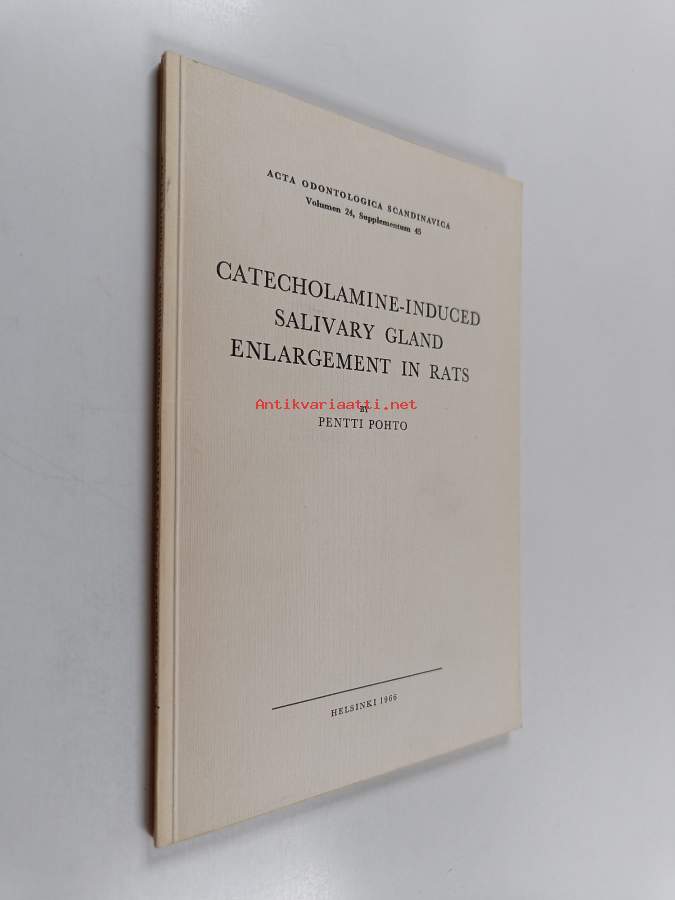 ACTA ODONTOLOGICA SCANDINAVICA
Volumen 24, Supplementum 45
CATECHOLAMINE-INDUCED
SALIVARY GLAND
ENLARGEMENT IN RATS
Antikvariaatti.net
BY
PENTTI POHTO
HELSINKI 1966